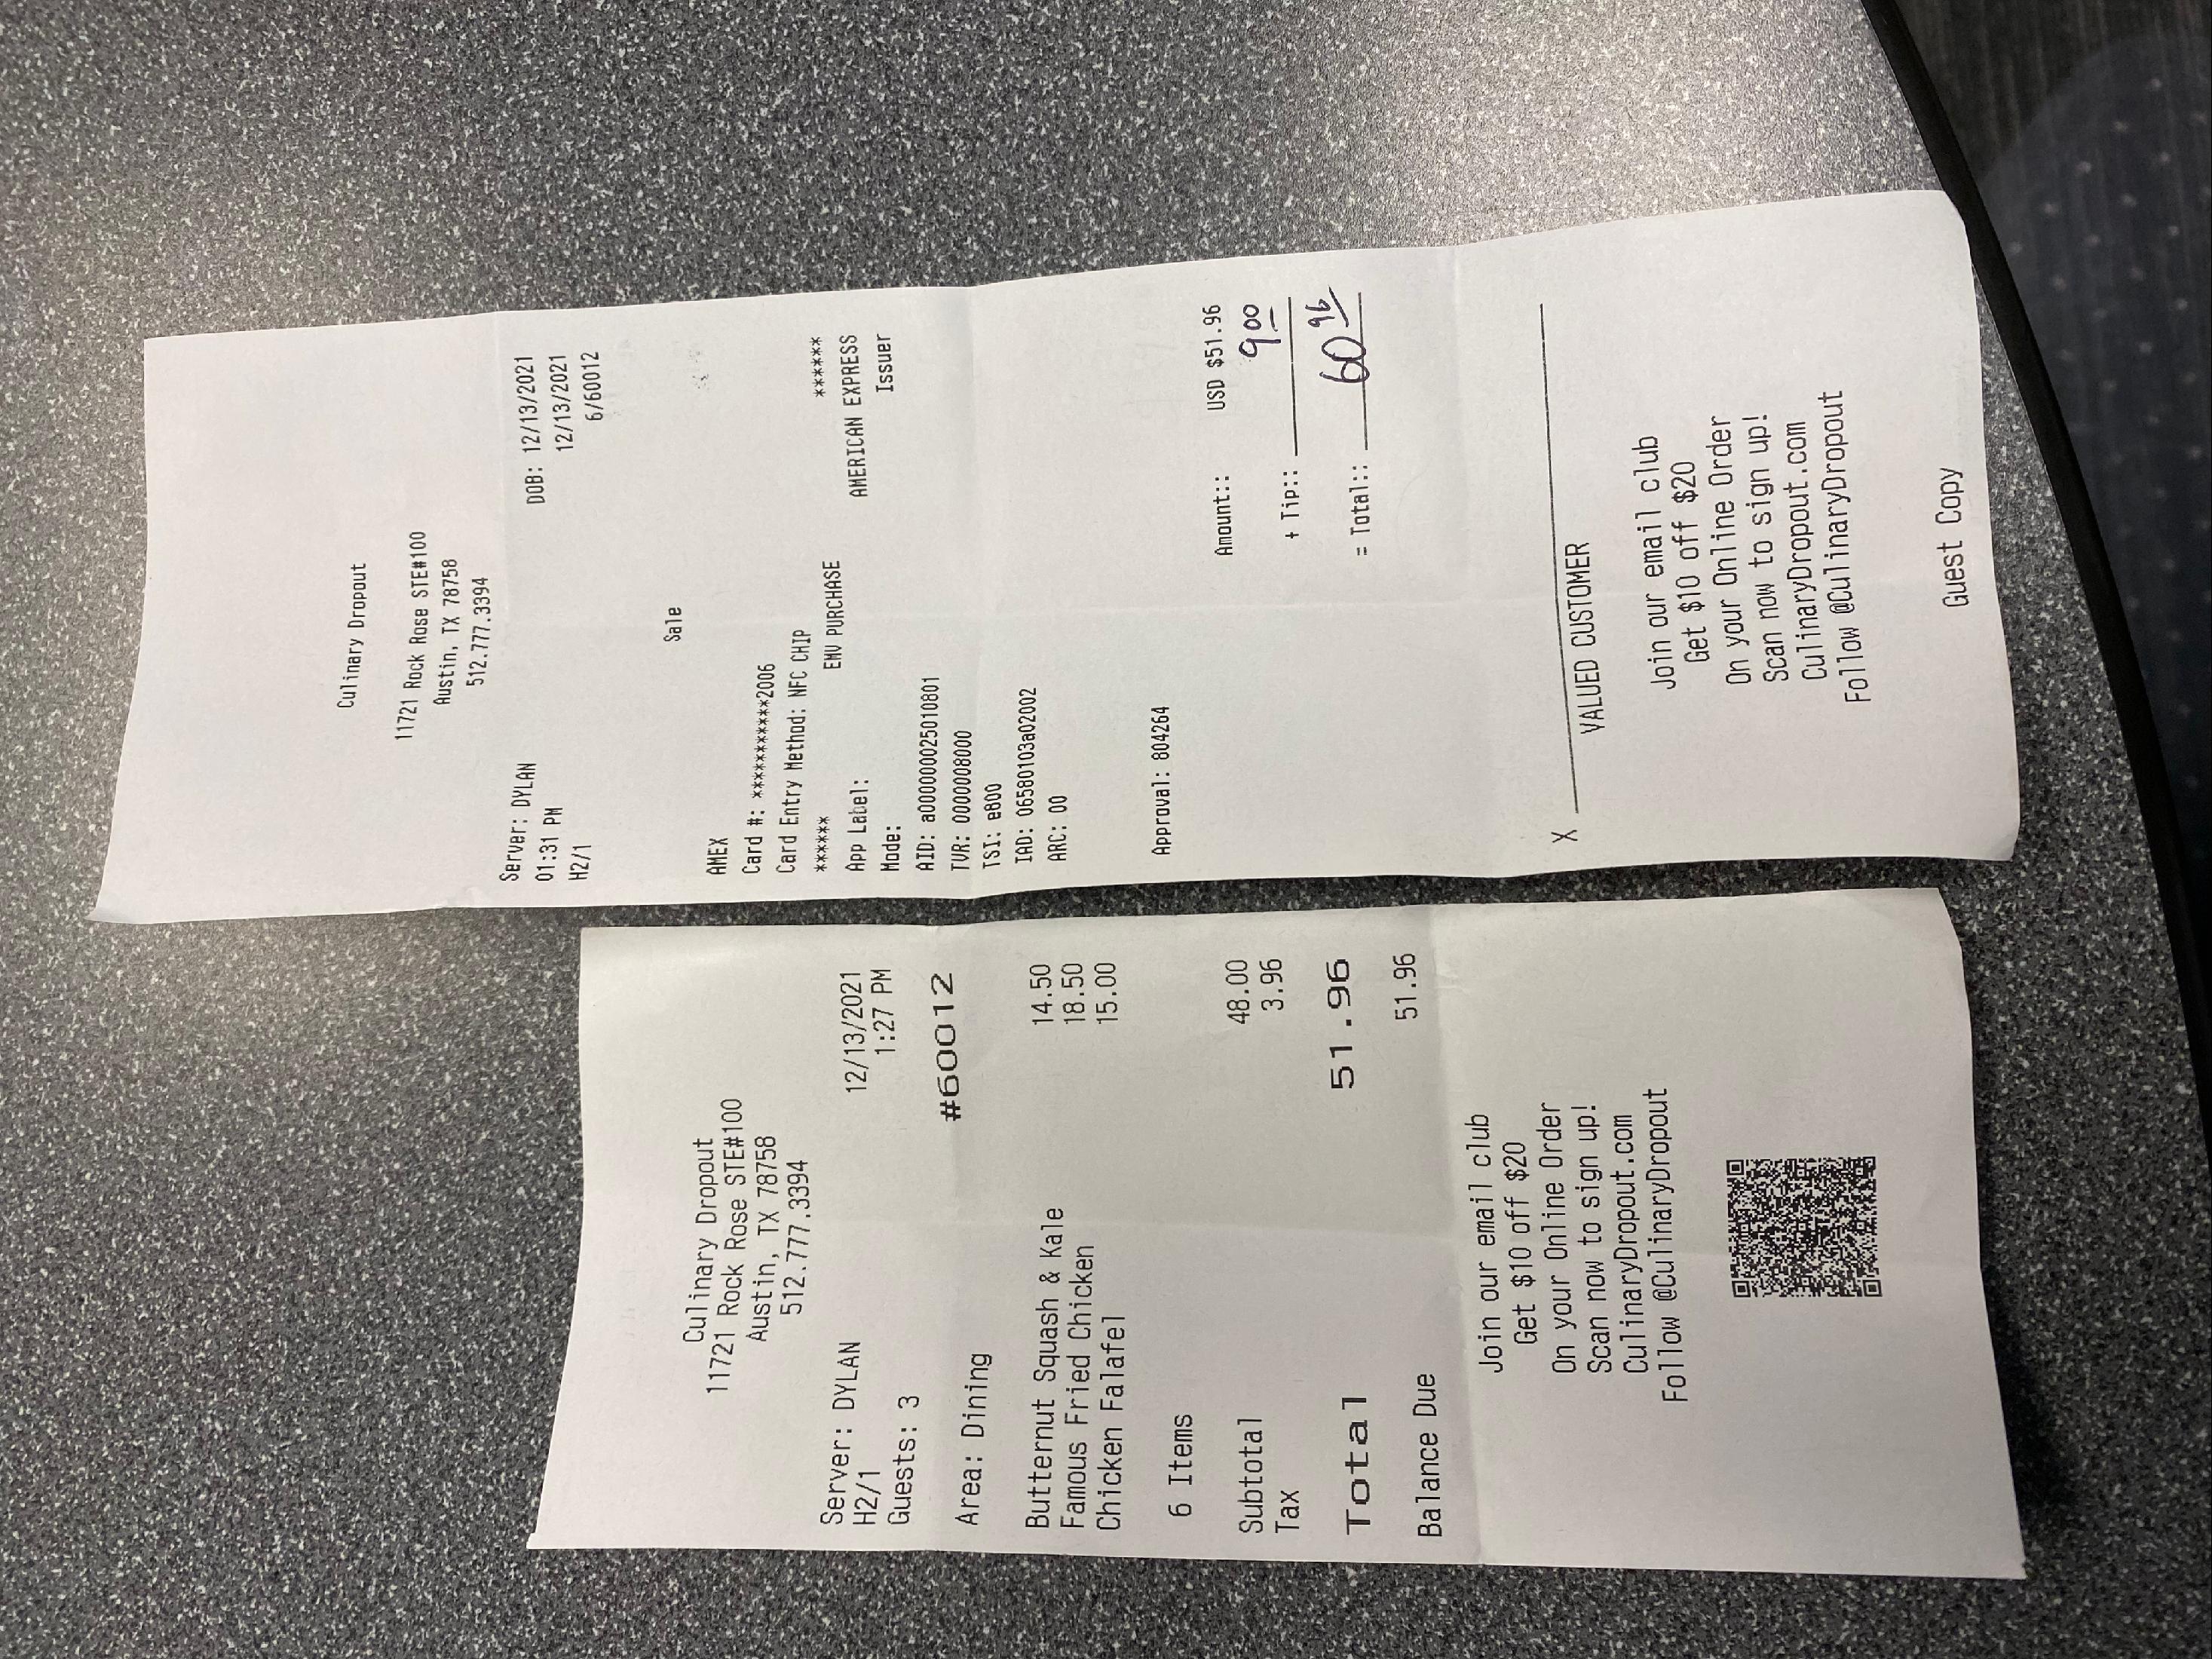 Culinary Dropout
11721 Rock Rose STE#100
Austin, TX 78758
512.777.3394
Server: DYLAN DOB: 12/13/2021
01:31 PM 12/13/2021
H2/1 6/60012
Sale
AMEX
Card #: ***********2006
Card Entry Method: NFC CHIP
****** EMV PURCHASE ******
App Label: AMERICAN EXPRESS
Mode: Issuer
AID: a00000002501​0801
TVR: 0000008000
TSI: e800
IAD: 06580103a02002
ARC: 00
Approval: 804264
Amount:: USD $51.96
+ Tip:: 9 00
= Total:: 60 96
X
VALUED CUSTOMER
Join our email club
Get $10 off $20
On your Online Order
Scan now to sign up!
CulinaryDropout.com
Follow @CulinaryDropout
Guest Copy
Culinary Dropout
11721 Rock Rose STE#100
Austin, TX 78758
512.777.3394
Server: DYLAN 12/13/2021
H2/1 1:27 PM
Guests: 3
#60012
Area: Dining
Butternut Squash & Kale 14.50
Famous Fried Chicken 18.50
Chicken Falafel 15.00
6 Items
Subtotal 48.00
Tax 3.96
Total 51.96
Balance Due 51.96
Join our email club
Get $10 off $20
On your Online Order
Scan now to sign up!
CulinaryDropout.com
Follow @CulinaryDropout